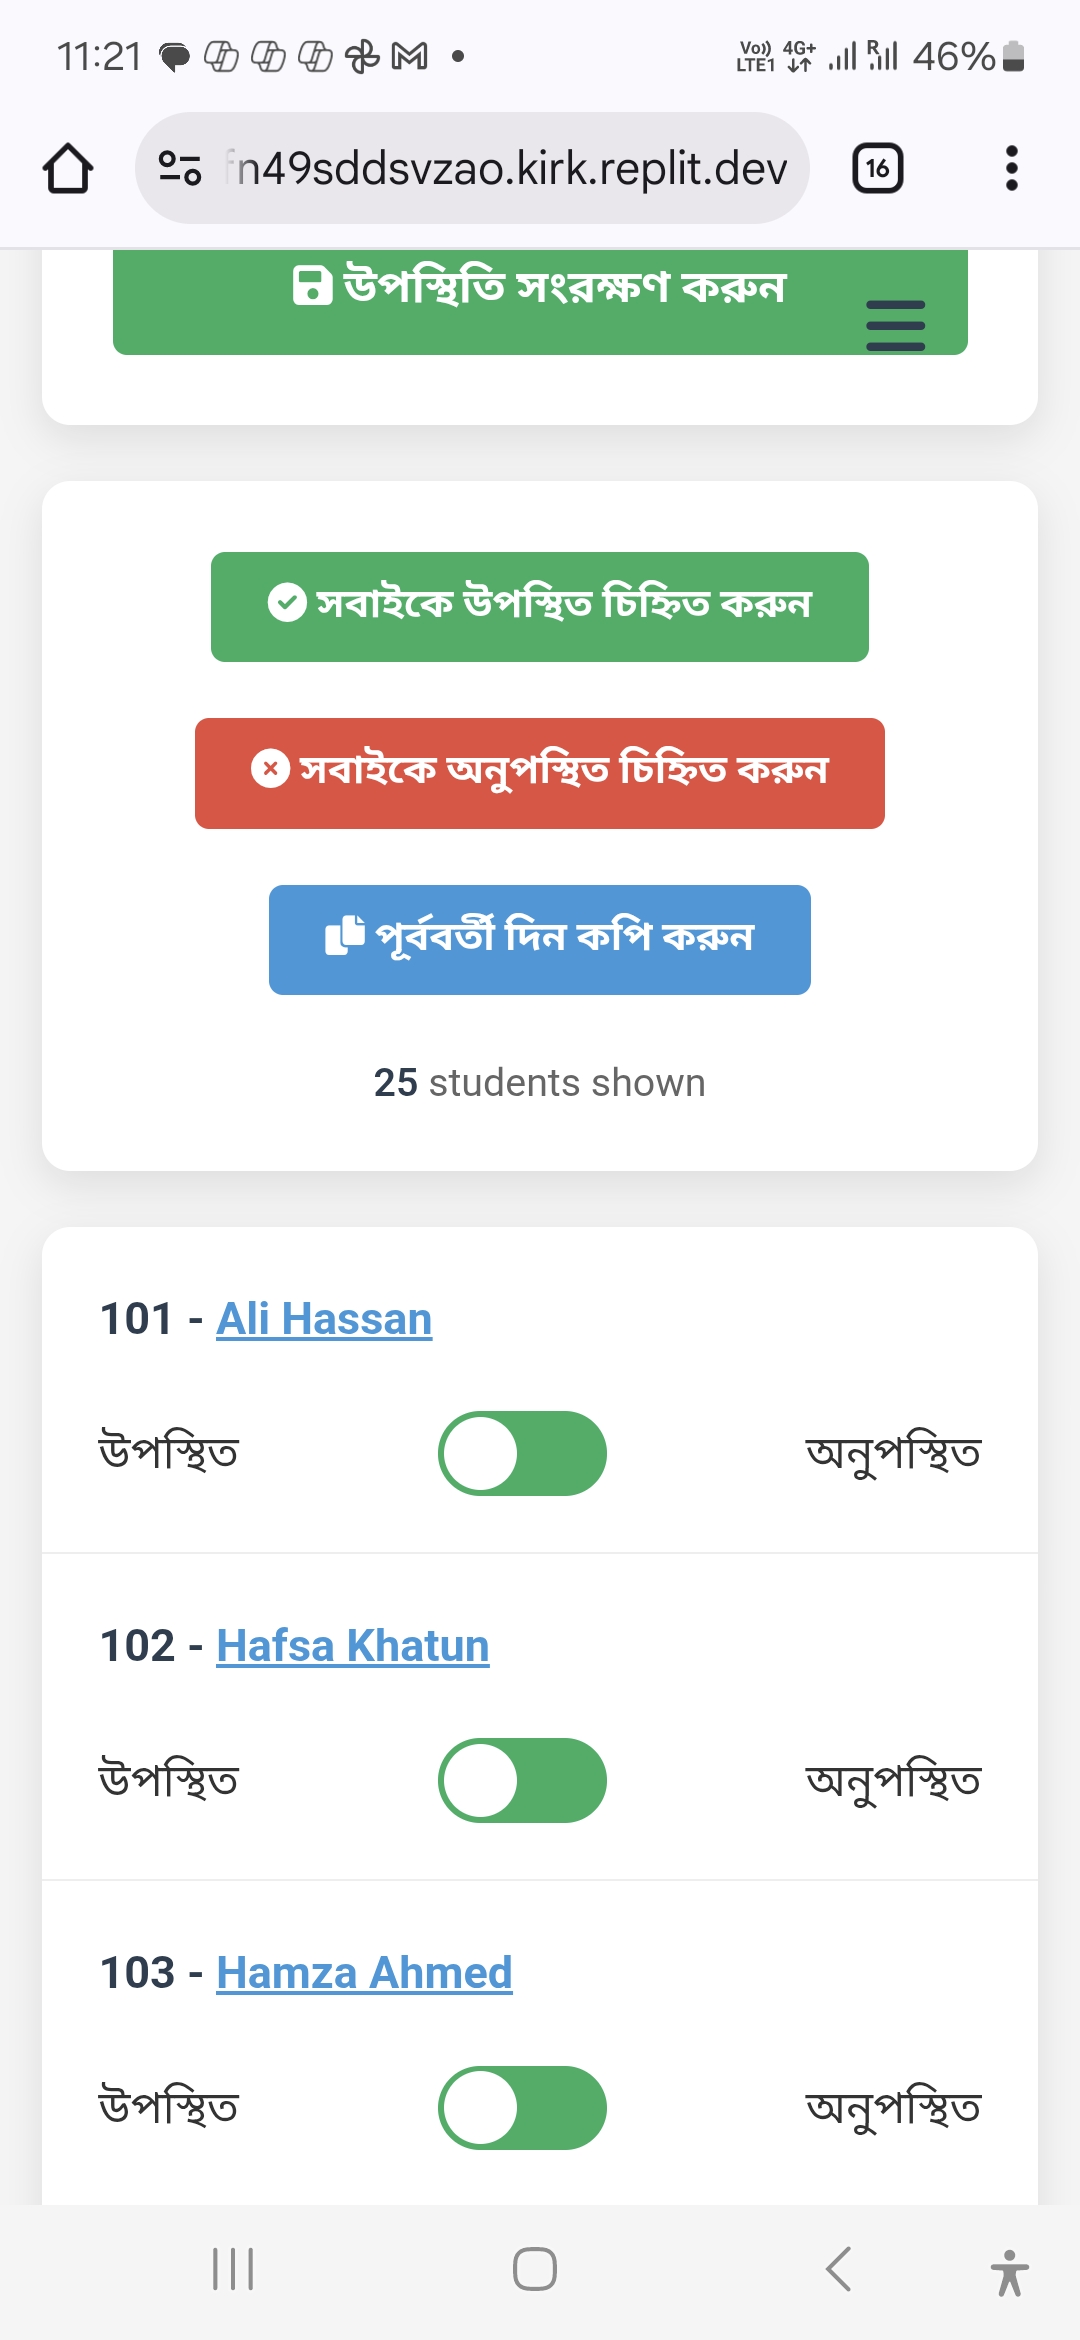 11:21
Vo)) LTE1 4G+ R 46%
fn49sddsvzao.kirk.replit.dev
16
উপস্থিতি সংরক্ষণ করুন
সবাইকে উপস্থিত চিহ্নিত করুন
সবাইকে অনুপস্থিত চিহ্নিত করুন
পূর্ববর্তী দিন কপি করুন
25 students shown
101 - Ali Hassan
উপস্থিত অনুপস্থিত
102 - Hafsa Khatun
উপস্থিত অনুপস্থিত
103 - Hamza Ahmed
উপস্থিত অনুপস্থিত